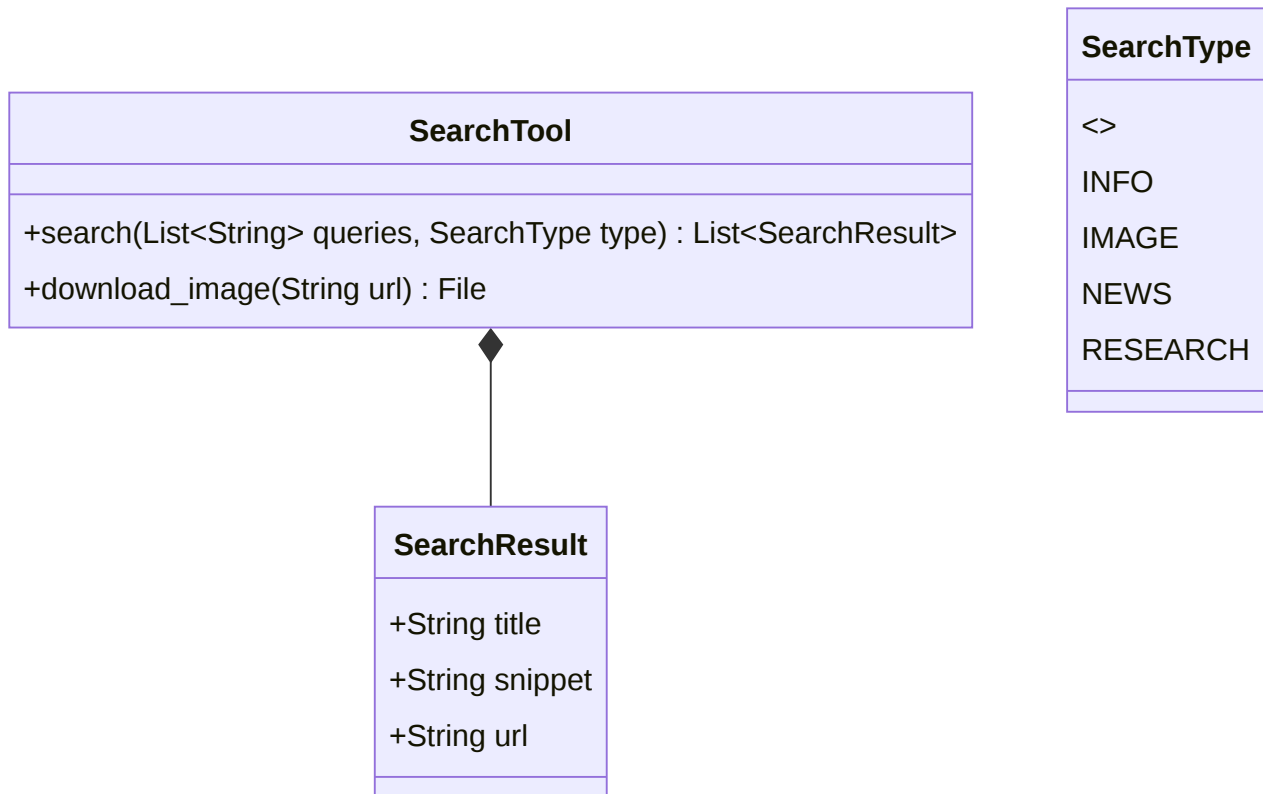 SearchTool
+search(List<String> queries, SearchType type) : List<SearchResult>
+download_image(String url) : File
SearchType
<>
INFO
IMAGE
NEWS
RESEARCH
SearchResult
+String title
+String snippet
+String url